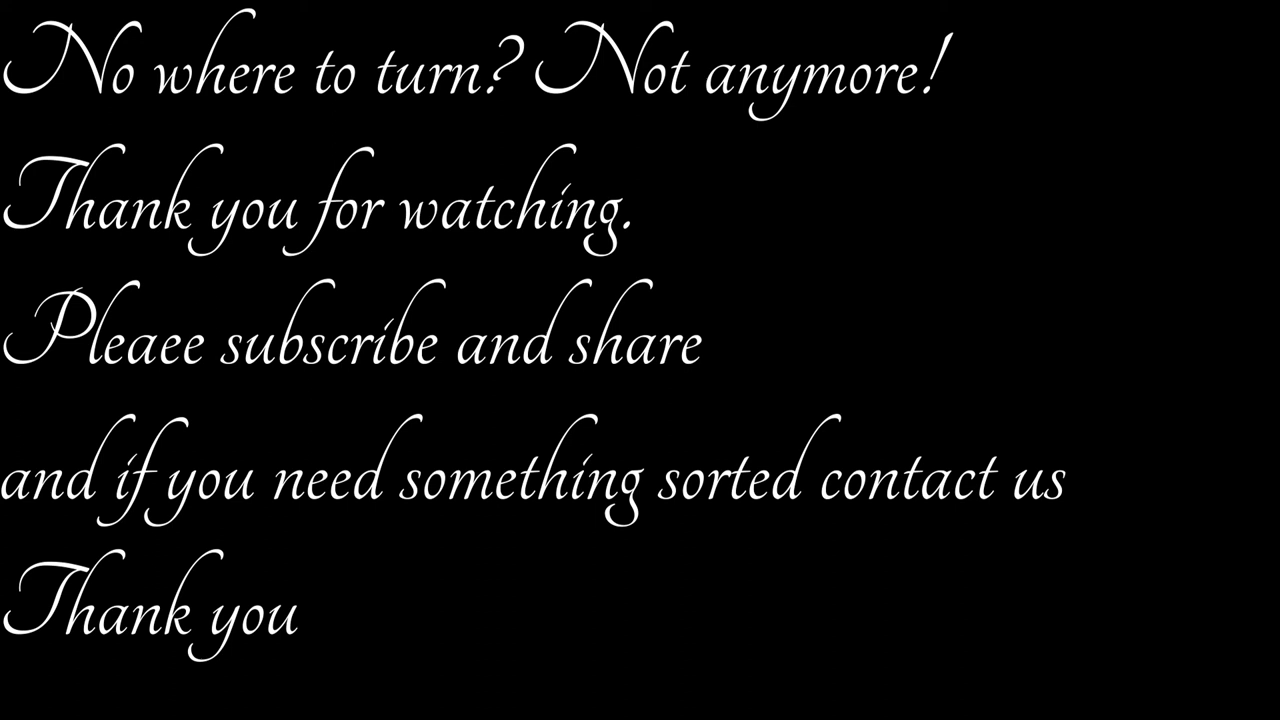 No where to turn? Not anymore!
Thank you for watching.
Pleaee subscribe and share
and if you need something sorted contact us
Thank you